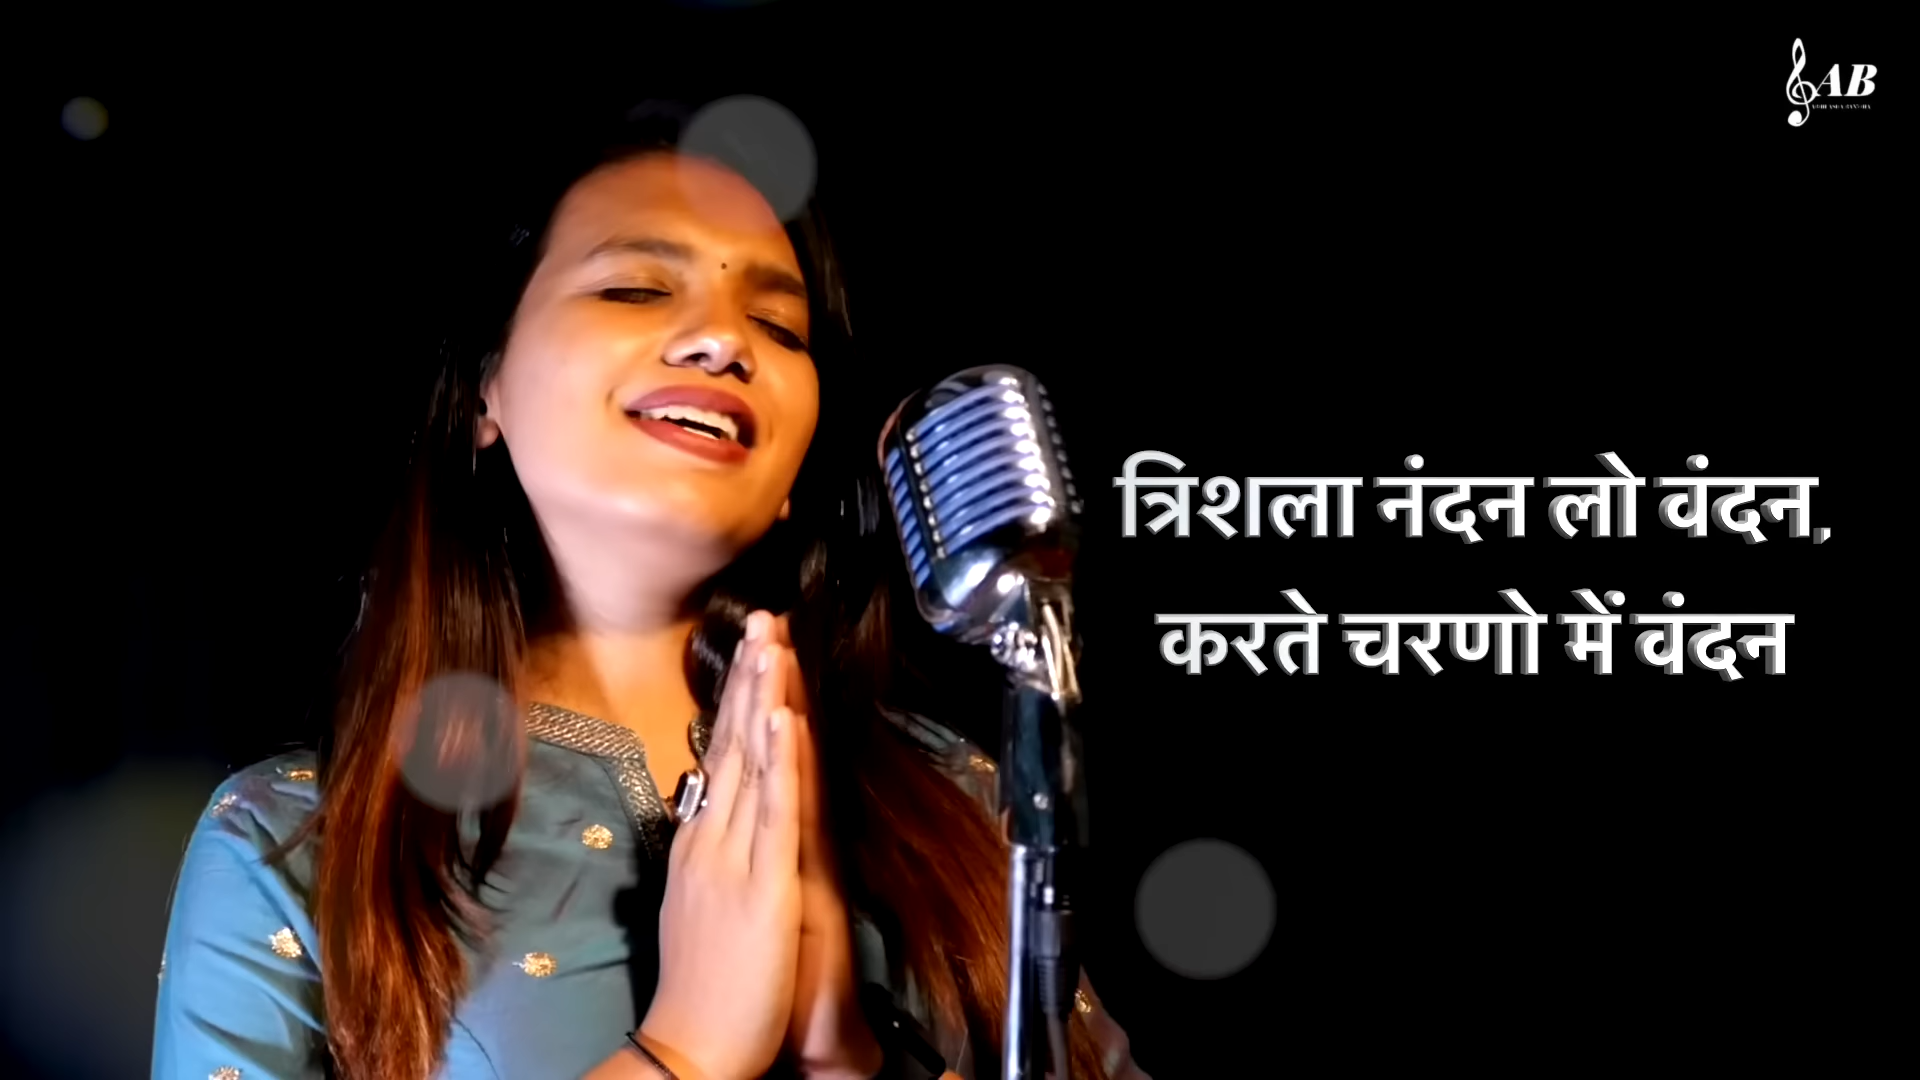 AB
त्रिशला नंदन लो वंदन,
करते चरणो में वंदन